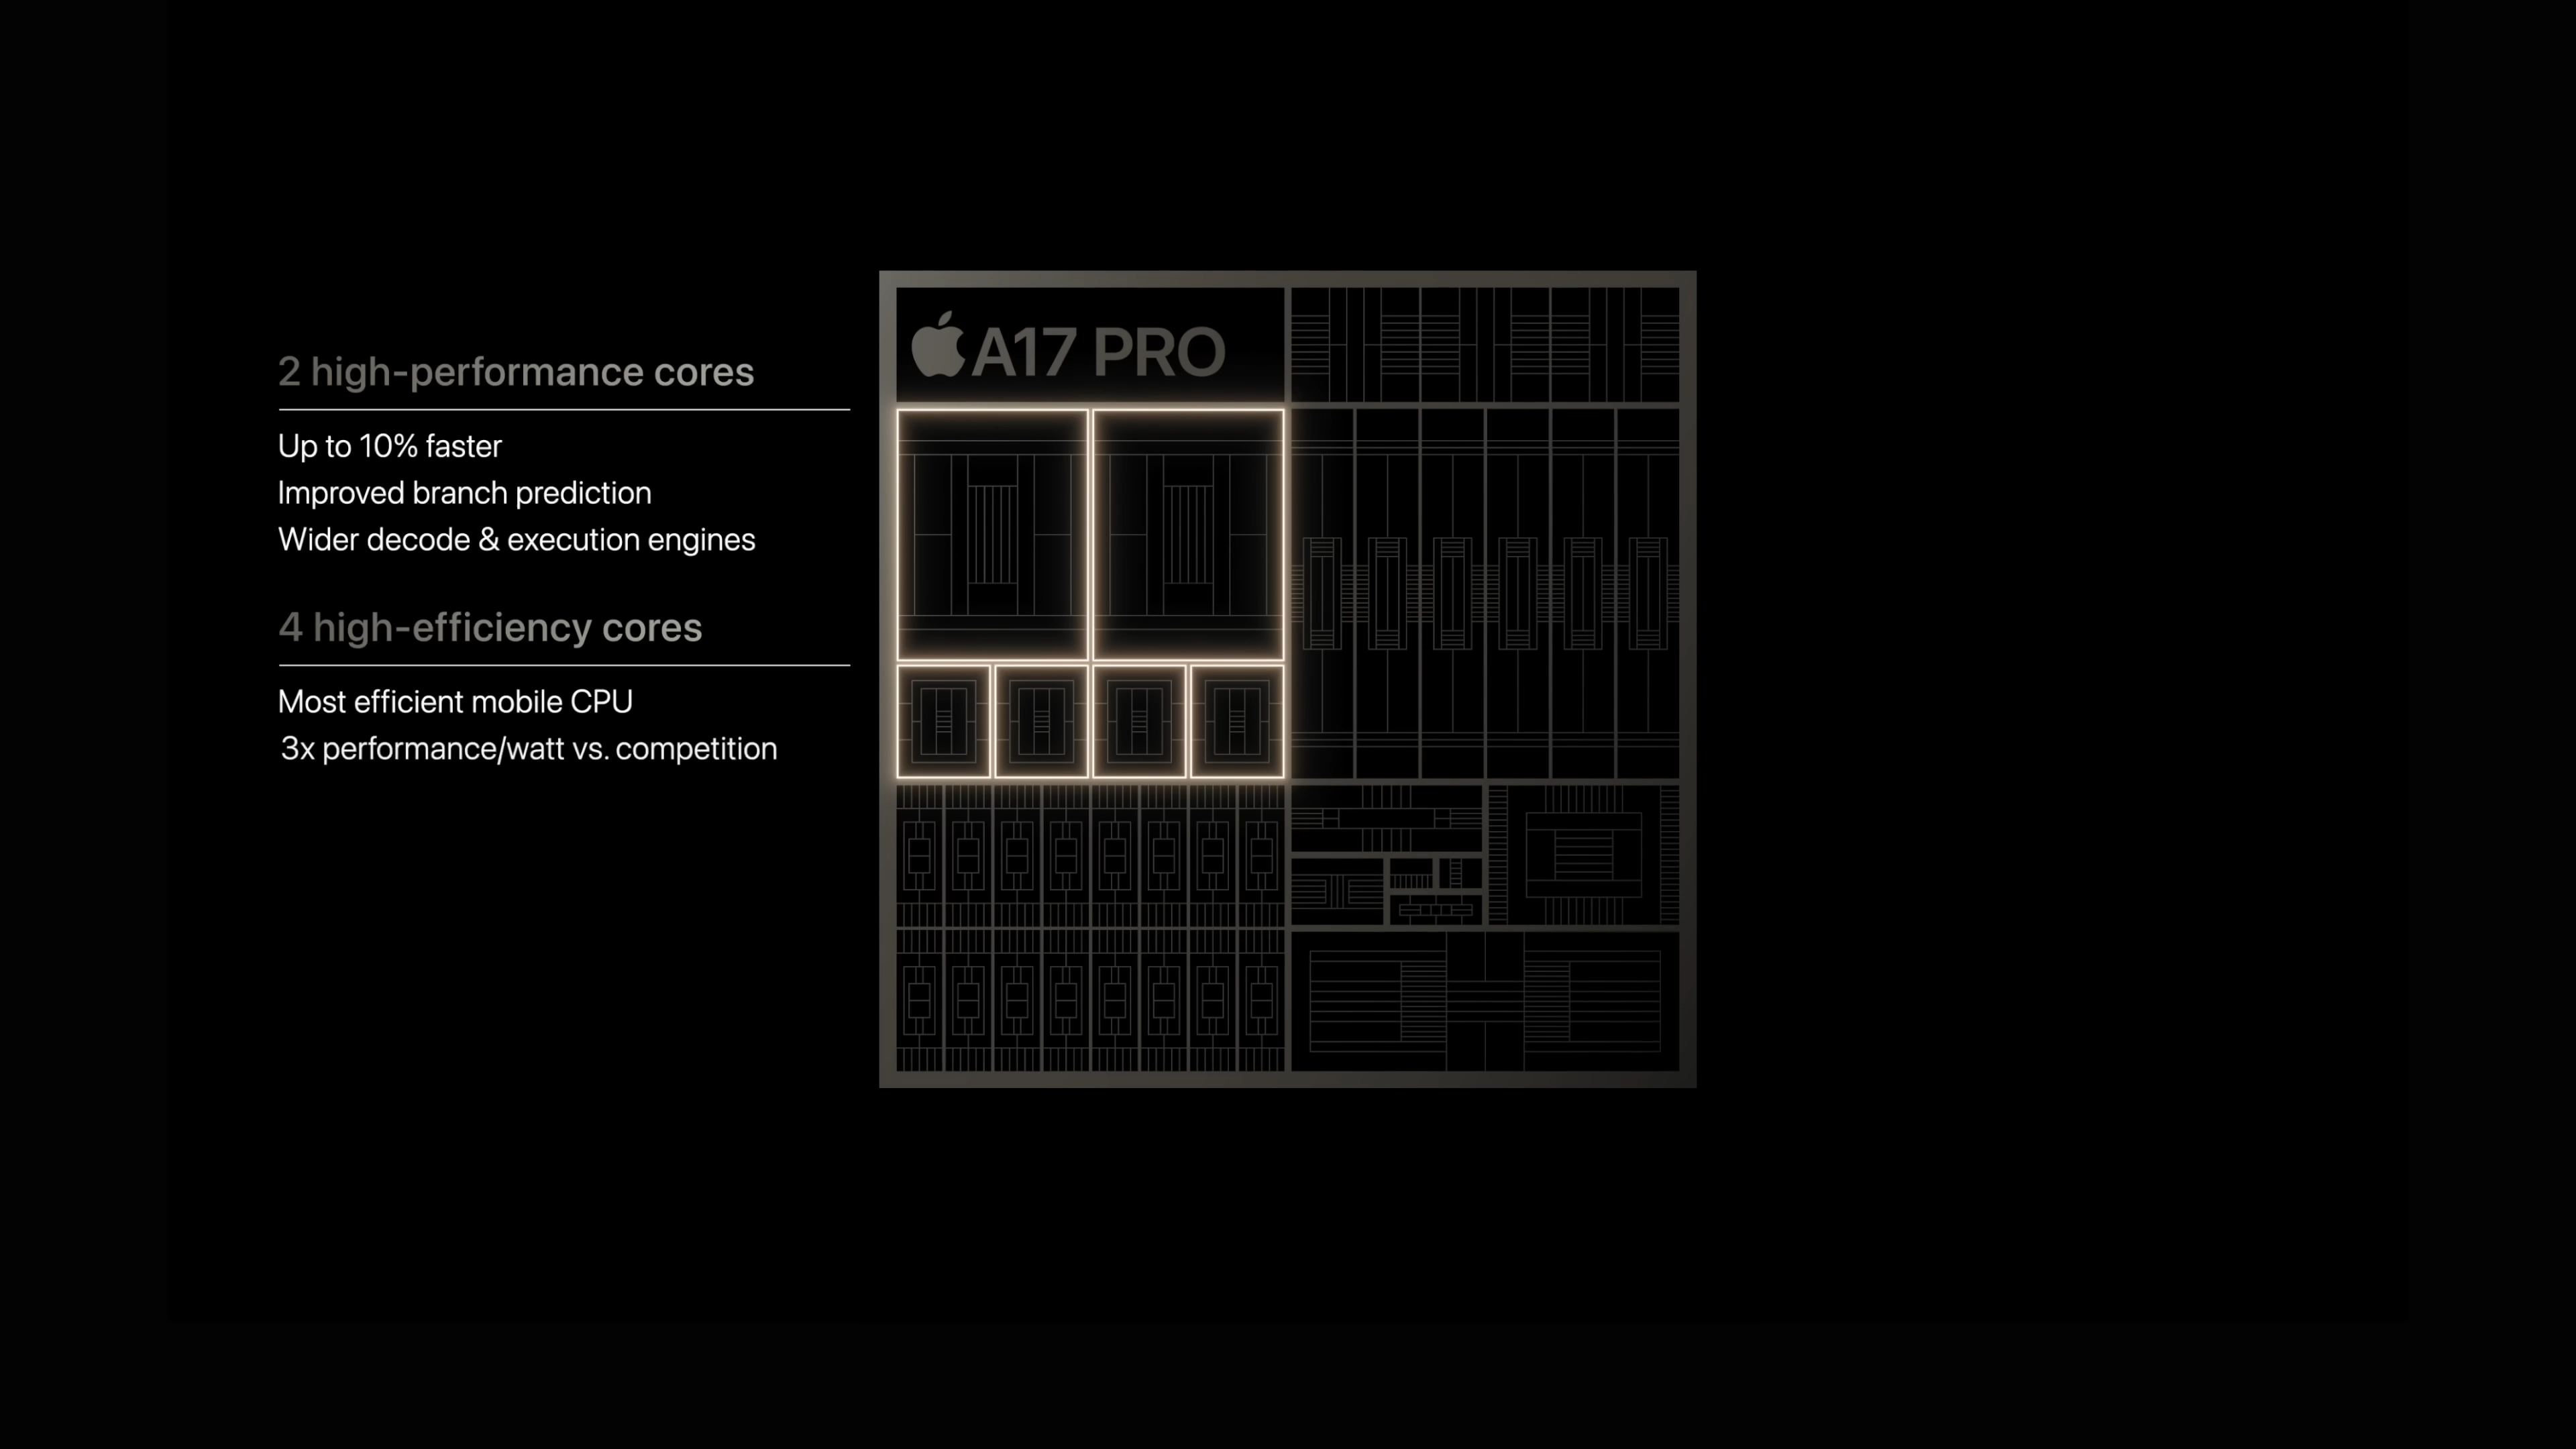 2 high-performance cores
Up to 10% faster
Improved branch prediction
Wider decode & execution engines
4 high-efficiency cores
Most efficient mobile CPU
3x performance/watt vs. competition
A17 PRO